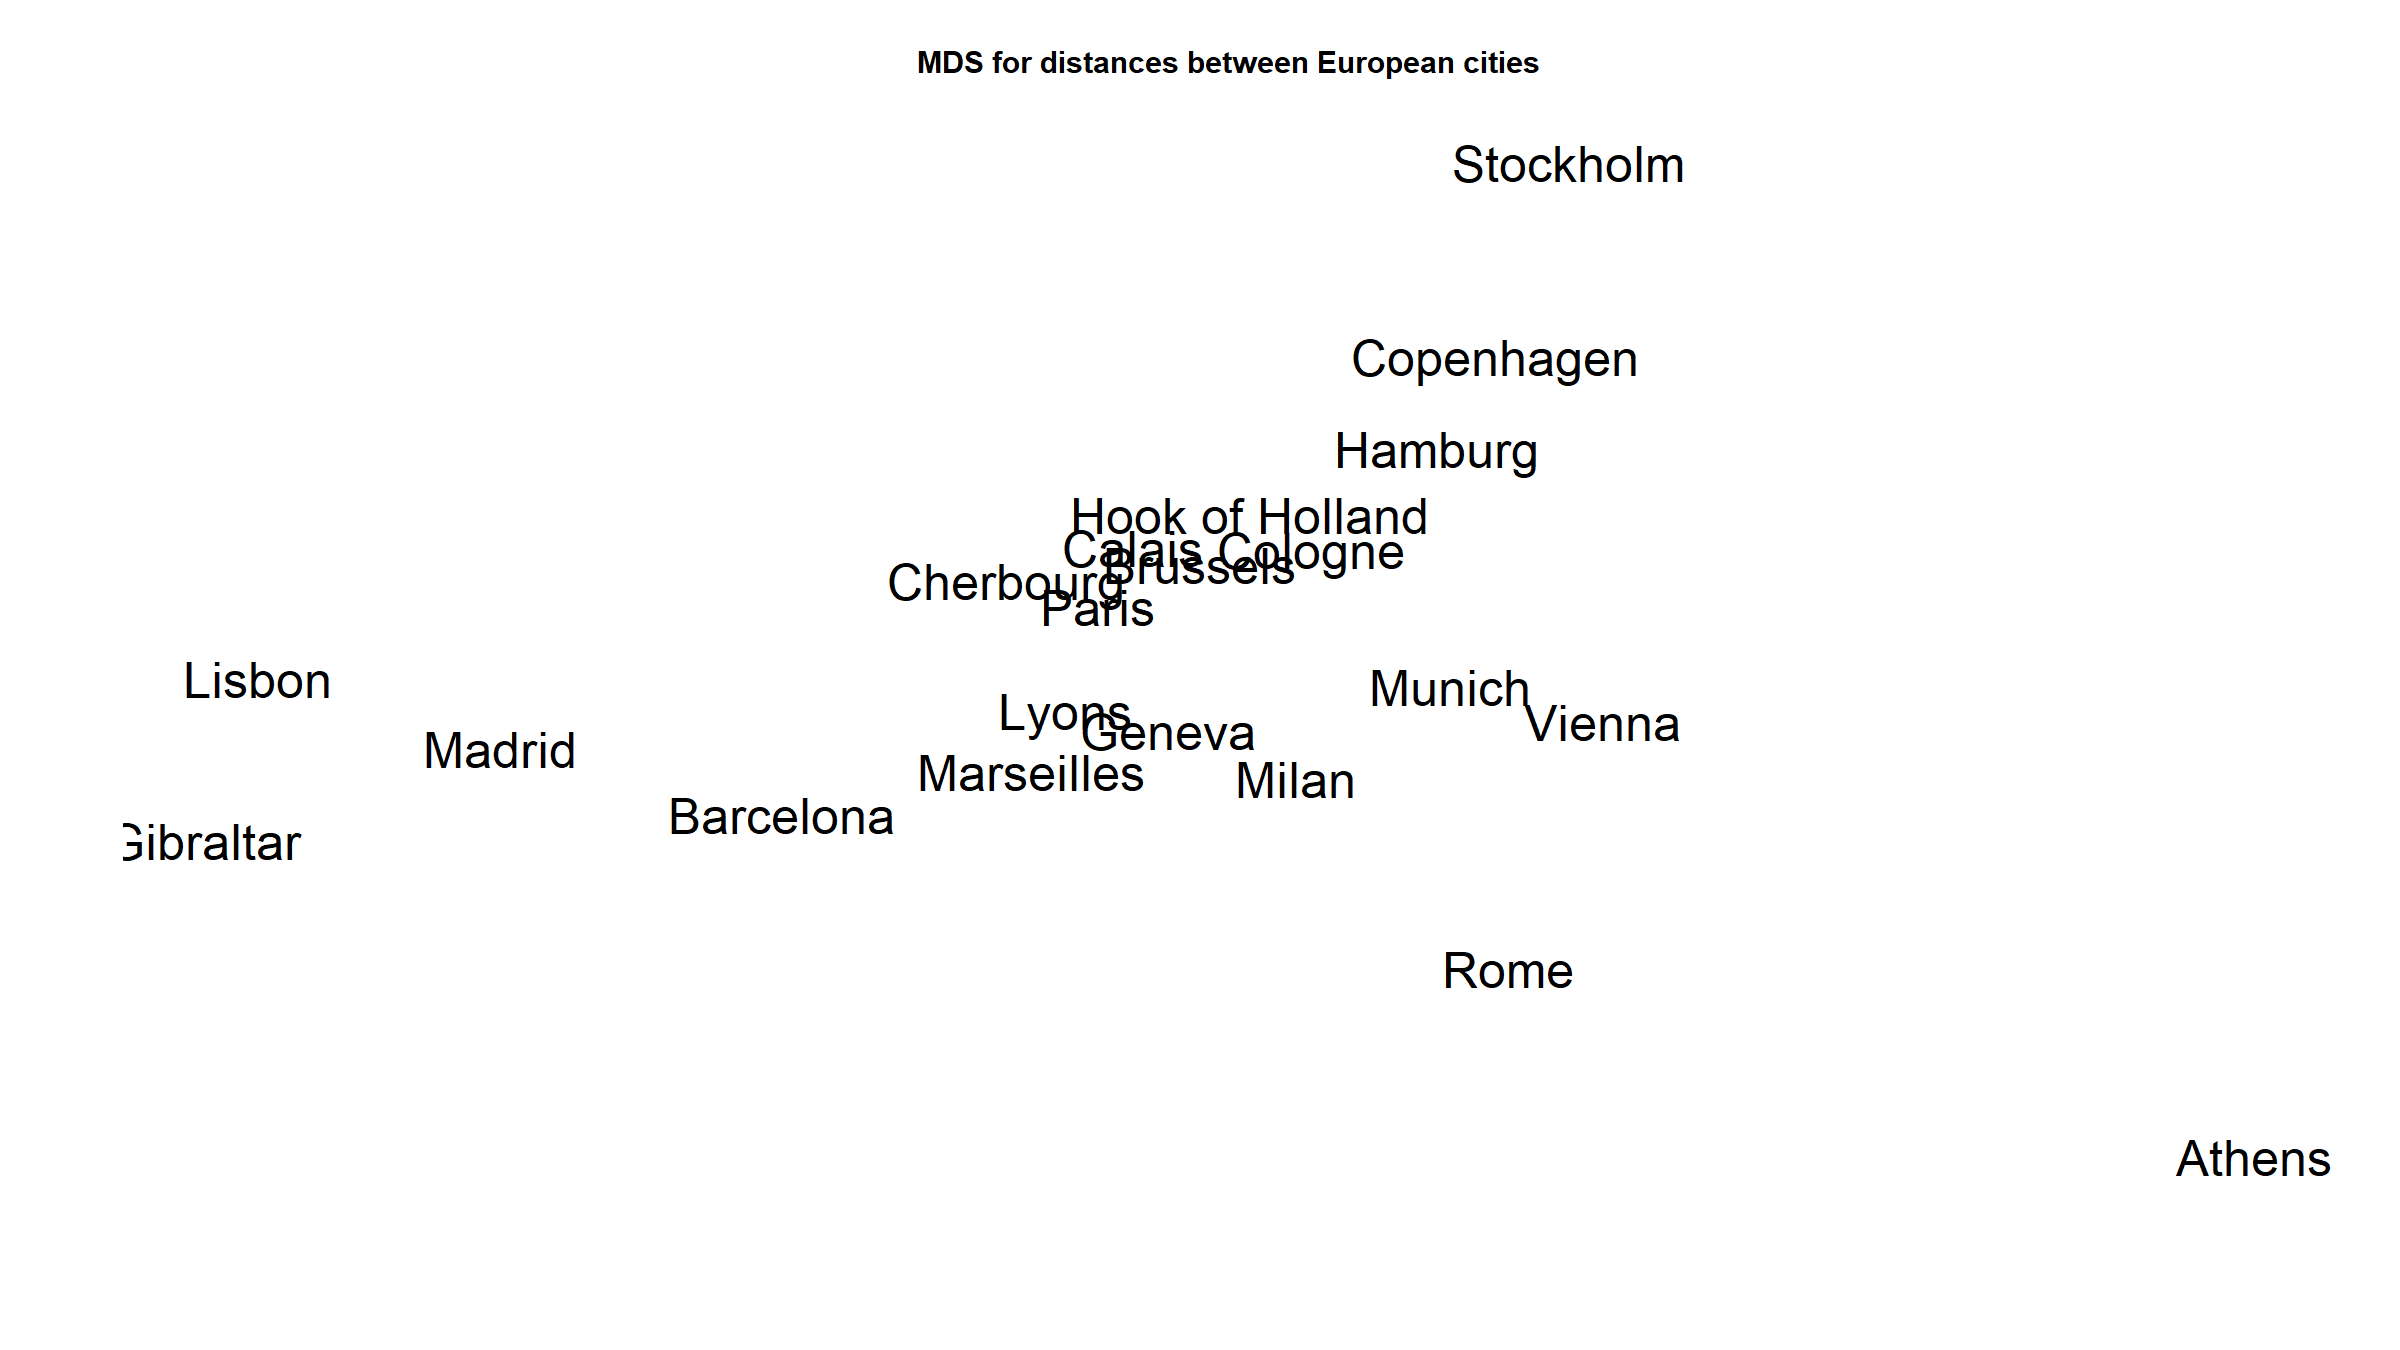 MDS for distances between European cities
Stockholm
Copenhagen
Hamburg
Hook of Holland
Calais Cologne
Brussels
Cherbourg
Paris
Lisbon
Munich
Lyons
Vienna
Geneva
Madrid
Marseilles
Milan
Barcelona
Gibraltar
Rome
Athens